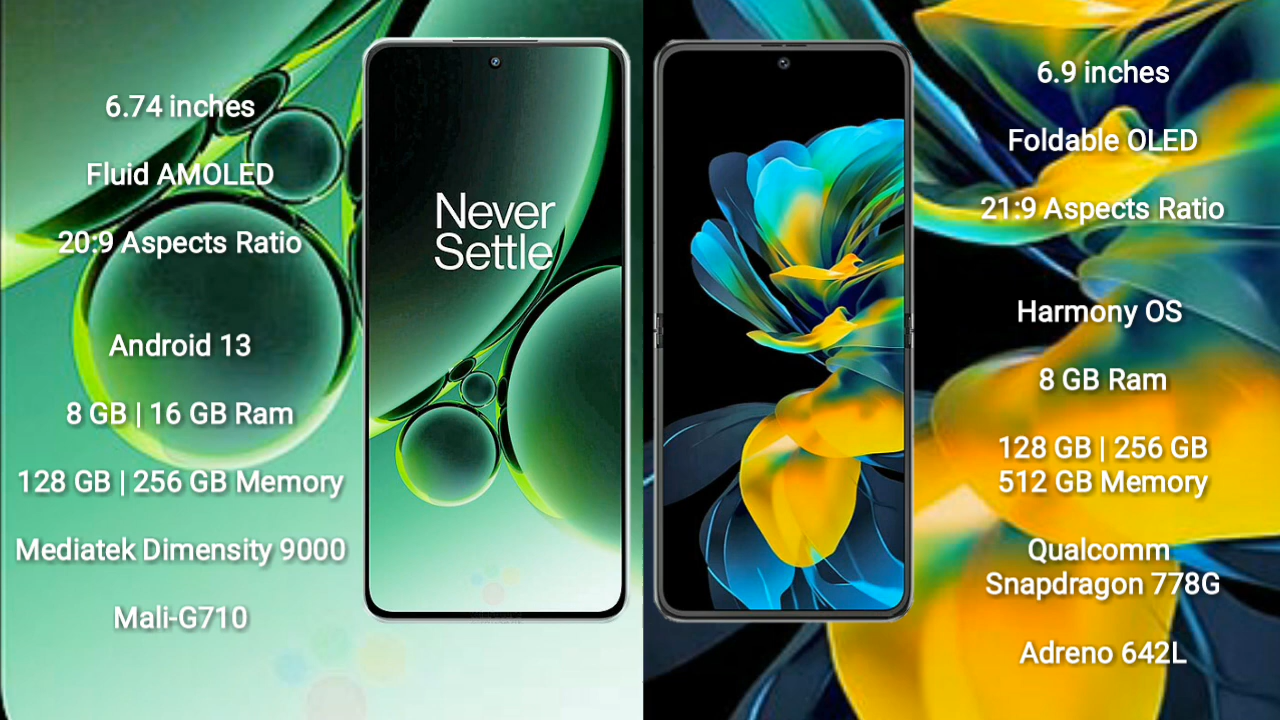 6.74 inches
Fluid AMOLED
20:9 Aspects Ratio
Android 13
8 GB | 16 GB Ram
128 GB | 256 GB Memory
Mediatek Dimensity 9000
Mali-G710
Never
Settle
6.9 inches
Foldable OLED
21:9 Aspects Ratio
Harmony OS
8 GB Ram
128 GB | 256 GB
512 GB Memory
Qualcomm
Snapdragon 778G
Adreno 642L